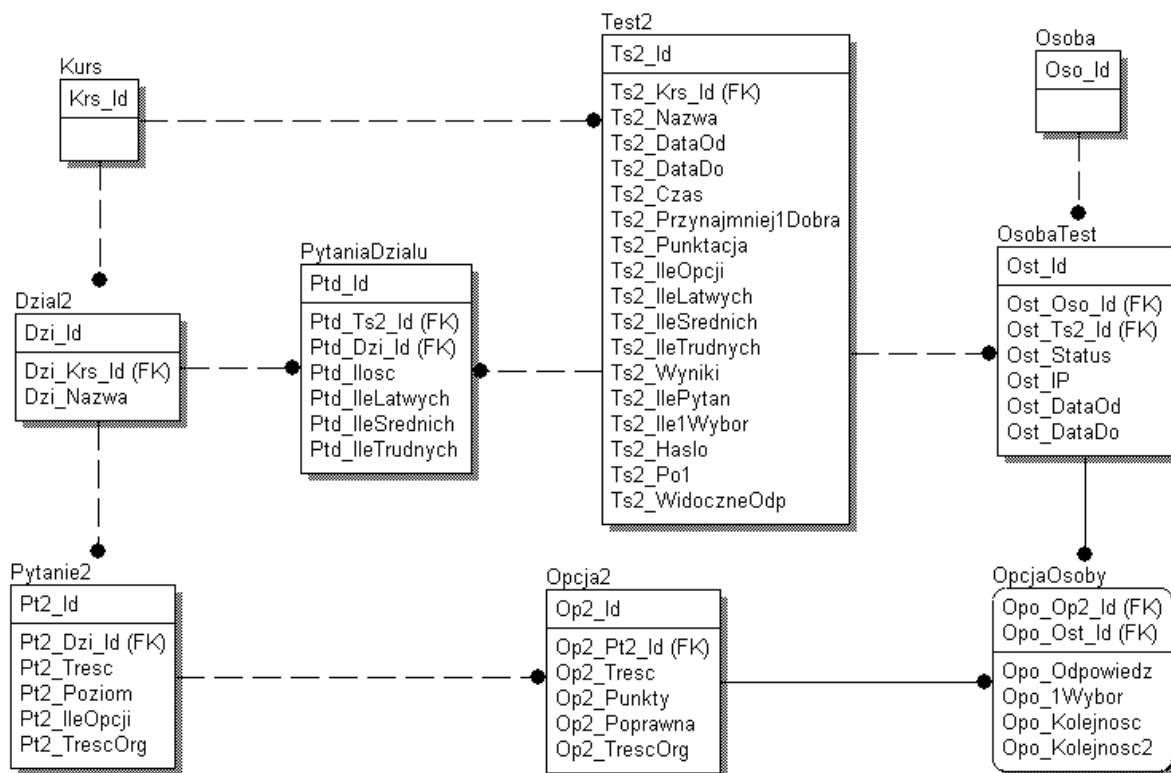 Kurs
Krs_Id
Test2
Ts2_Id
Ts2_Krs_Id (FK)
Ts2_Nazwa
Ts2_DataOd
Ts2_DataDo
Ts2_Czas
Ts2_Przynajmniej1Dobra
Ts2_Punktacja
Ts2_IleOpcji
Ts2_IleLatwych
Ts2_IleSrednich
Ts2_IleTrudnych
Ts2_Wyniki
Ts2_IlePytan
Ts2_Ile1Wybor
Ts2_Haslo
Ts2_Po1
Ts2_WidoczneOdp
Osoba
Oso_Id
PytaniaDzialu
Ptd_Id
Ptd_Ts2_Id (FK)
Ptd_Dzi_Id (FK)
Ptd_Ilosc
Ptd_IleLatwych
Ptd_IleSrednich
Ptd_IleTrudnych
OsobaTest
Ost_Id
Ost_Oso_Id (FK)
Ost_Ts2_Id (FK)
Ost_Status
Ost_IP
Ost_DataOd
Ost_DataDo
Dzial2
Dzi_Id
Dzi_Krs_Id (FK)
Dzi_Nazwa
Pytanie2
Pt2_Id
Pt2_Dzi_Id (FK)
Pt2_Tresc
Pt2_Poziom
Pt2_IleOpcji
Pt2_TrescOrg
Opcja2
Op2_Id
Op2_Pt2_Id (FK)
Op2_Tresc
Op2_Punkty
Op2_Poprawna
Op2_TrescOrg
OpcjaOsoby
Opo_Op2_Id (FK)
Opo_Ost_Id (FK)
Opo_Odpowiedz
Opo_1Wybor
Opo_Kolejnosc
Opo_Kolejnosc2